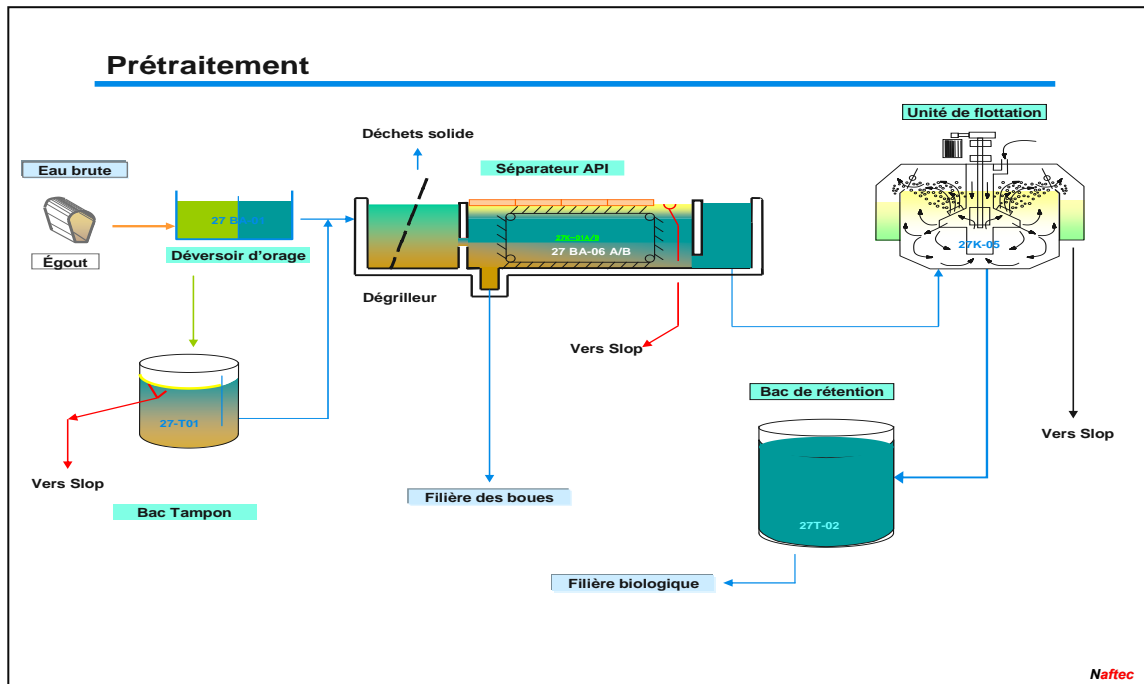 Prétraitement
Unité de flottation
Déchets solide
Eau brute
Séparateur API
27K-01A/B
27 BA-06 A/B
27K-05
Égout
Déversoir d'orage
Dégrilleur
Vers Slop
Bac de rétention
27-T01
Vers Slop
Vers Slop
Bac Tampon
Filière des boues
27T-02
Filière biologique
Naftec